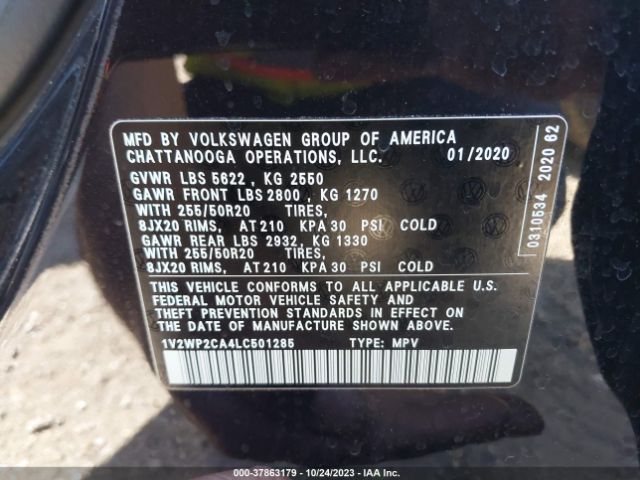 MFD BY VOLKSWAGEN GROUP OF AMERICA
CHATTANOOGA OPERATIONS, LLC. 01/2020
GVWR LBS 5622 , KG 2550
GAWR FRONT LBS 2800 , KG 1270
WITH 255/50R20 TIRES,
8JX20 RIMS, AT 210 KPA 30 PSI COLD
GAWR REAR LBS 2932 , KG 1330
WITH 255/50R20 TIRES,
8JX20 RIMS, AT 210 KPA 30 PSI COLD
THIS VEHICLE CONFORMS TO ALL APPLICABLE U.S.
FEDERAL MOTOR VEHICLE SAFETY AND
THEFT PREVENTION STANDARDS IN EFFECT ON THE
DATE OF MANUFACTURE SHOWN ABOVE.
1V2WP2CA4LC501286 TYPE: MPV
0310534 2020 62
000-37863179 - 10/24/2023 - IAA Inc.